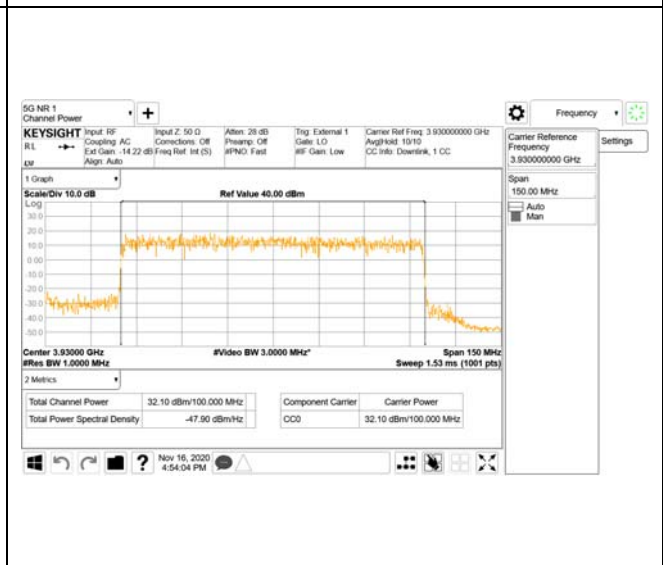 5G NR 1
Channel Power
Frequency
KEYSIGHT
RL
Input: RF
Coupling: AC
Ext Gain: -14.22 dB
Align: Auto
Input Z: 50 Ω
Corrections: Off
Freq Ref: Int (S)
Atten: 28 dB
Preamp: Off
#PNO: Fast
Trig: External 1
Gate: LO
#IF Gain: Low
Carrier Ref Freq: 3.930000000 GHz
Avg|Hold: 10/10
CC Info: Downlink, 1 CC
Carrier Reference
Frequency
3.930000000 GHz
Settings
Span
150.00 MHz
Auto
Man
1 Graph
Scale/Div 10.0 dB
Ref Value 40.00 dBm
Log
30.0
20.0
10.0
0.00
-10.0
-20.0
-30.0
-40.0
-50.0
Center 3.93000 GHz
#Video BW 3.0000 MHz*
Span 150 MHz
#Res BW 1.0000 MHz
Sweep 1.53 ms (1001 pts)
2 Metrics
Total Channel Power 32.10 dBm/100.000 MHz
Total Power Spectral Density -47.90 dBm/Hz
Component Carrier Carrier Power
CC0 32.10 dBm/100.000 MHz
?
Nov 16, 2020
4:54:04 PM